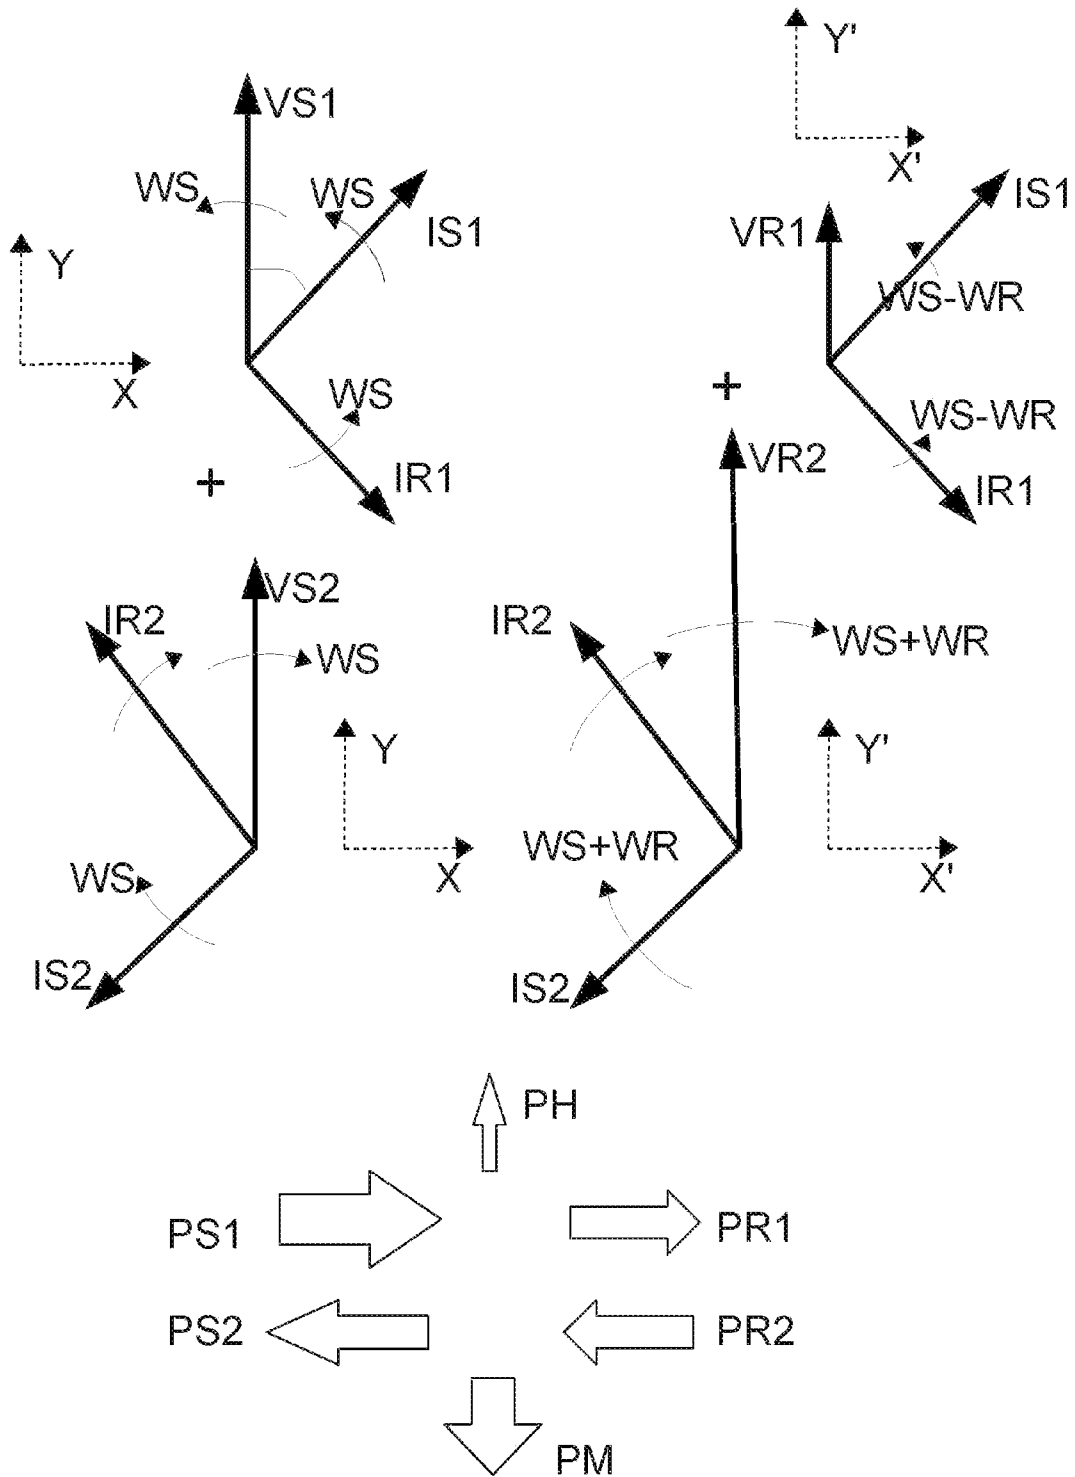 Y'
VS1
X'
WS
WS
IS1
IS1
VR1
Y
WS-WR
X
WS
WS-WR
+
VR2
IR1
IR1
+
VS2
IR2
IR2
WS
WS+WR
Y
Y'
WS+WR
WS
X
X'
IS2
IS2
PH
PS1
PR1
PS2
PR2
PM